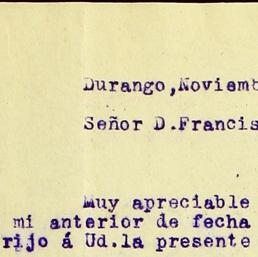 Durango,Noviemb
Señor D.Francis
Muy apreciable
mi anterior de fecha
rijo á Ud.la presente